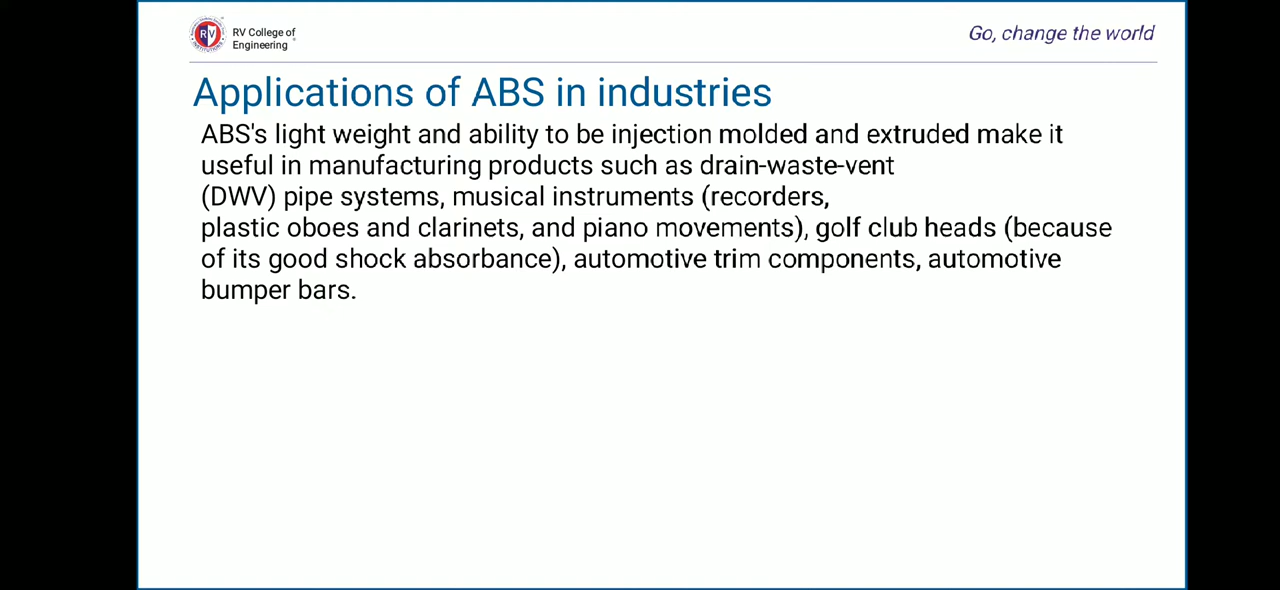 RV College of
Engineering
Go, change the world
Applications of ABS in industries
ABS's light weight and ability to be injection molded and extruded make it
useful in manufacturing products such as drain-waste-vent
(DWV) pipe systems, musical instruments (recorders,
plastic oboes and clarinets, and piano movements), golf club heads (because
of its good shock absorbance), automotive trim components, automotive
bumper bars.